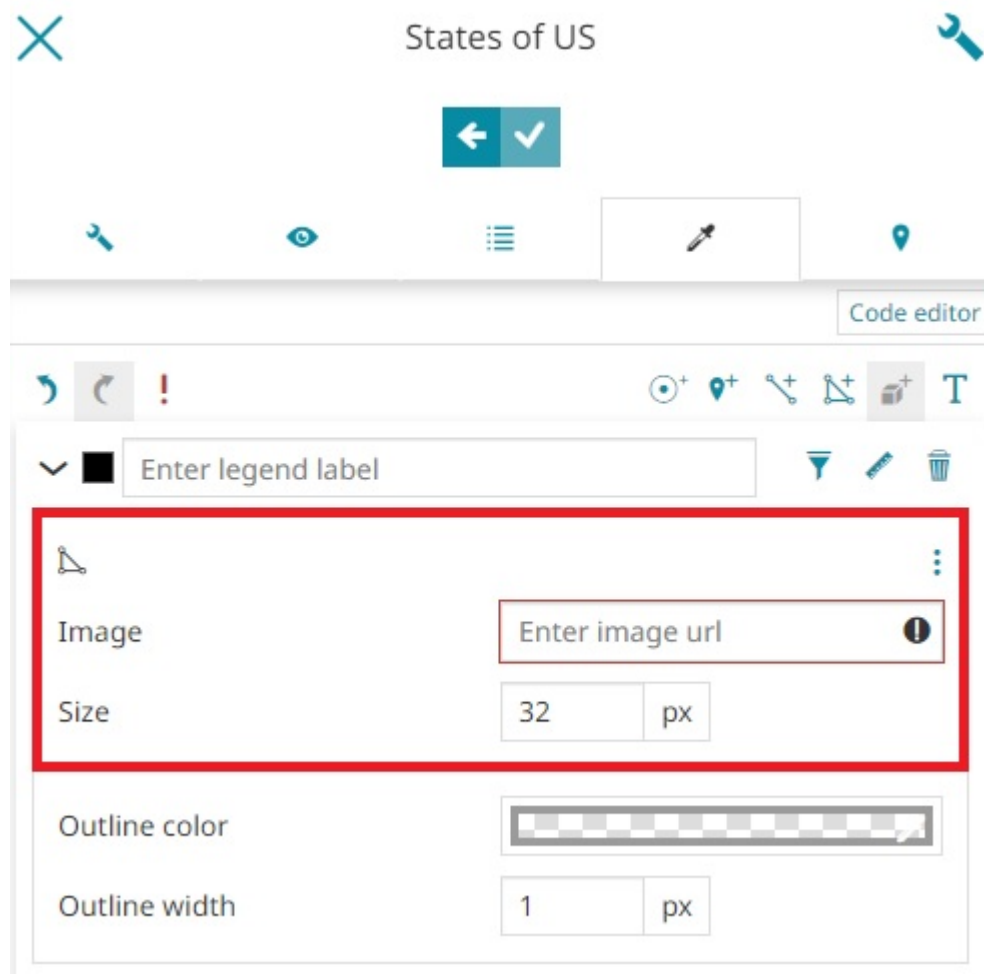 States of US
Code editor
T
Enter legend label
Image
Enter image url
Size
32 px
Outline color
Outline width
1 px